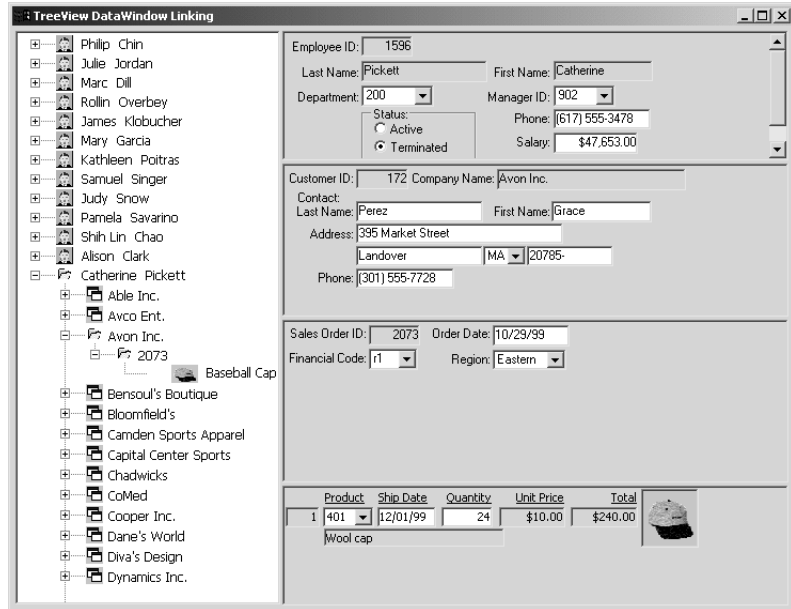 TreeView DataWindow Linking
Philip Chin
Julie Jordan
Marc Dill
Rollin Overbey
James Klobucher
Mary Garcia
Kathleen Poitras
Samuel Singer
Judy Snow
Pamela Savarino
Shih Lin Chao
Alison Clark
Catherine Pickett
Able Inc.
Avco Ent.
Avon Inc.
2073
Baseball Cap
Bensoul's Boutique
Bloomfield's
Camden Sports Apparel
Capital Center Sports
Chadwicks
CoMed
Cooper Inc.
Dane's World
Diva's Design
Dynamics Inc.
Employee ID: 1596
Last Name: Pickett First Name: Catherine
Department: 200 Manager ID: 902
Status:
Active
Terminated
Phone: (617) 555-3478
Salary: $47,653.00
Customer ID: 172 Company Name: Avon Inc.
Contact:
Last Name: Perez First Name: Grace
Address: 395 Market Street
Landover MA 20785-
Phone: (301) 555-7728
Sales Order ID: 2073 Order Date: 10/29/99
Financial Code: r1 Region: Eastern
Product Ship Date Quantity Unit Price Total
1 401 12/01/99 24 $10.00 $240.00
Wool cap